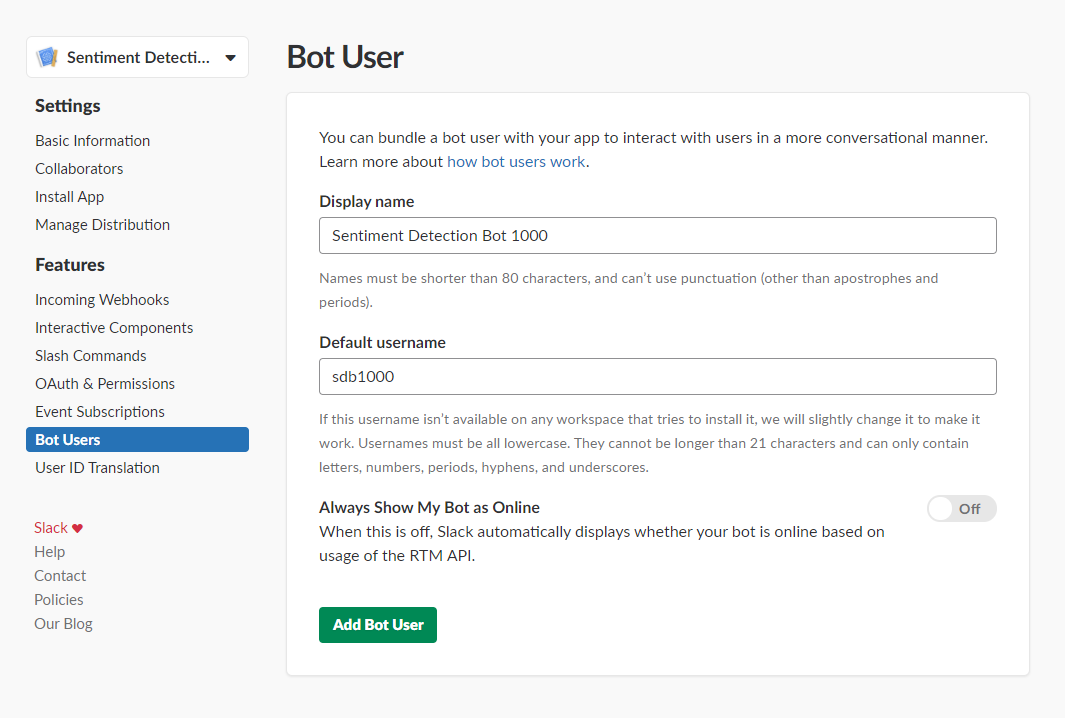 Sentiment Detecti...
Settings
Basic Information
Collaborators
Install App
Manage Distribution
Features
Incoming Webhooks
Interactive Components
Slash Commands
OAuth & Permissions
Event Subscriptions
Bot Users
User ID Translation
Slack ❤
Help
Contact
Policies
Our Blog
Bot User
You can bundle a bot user with your app to interact with users in a more conversational manner.
Learn more about how bot users work.
Display name
Sentiment Detection Bot 1000
Names must be shorter than 80 characters, and can’t use punctuation (other than apostrophes and
periods).
Default username
sdb1000
If this username isn’t available on any workspace that tries to install it, we will slightly change it to make it
work. Usernames must be all lowercase. They cannot be longer than 21 characters and can only contain
letters, numbers, periods, hyphens, and underscores.
Always Show My Bot as Online
Off
When this is off, Slack automatically displays whether your bot is online based on
usage of the RTM API.
Add Bot User